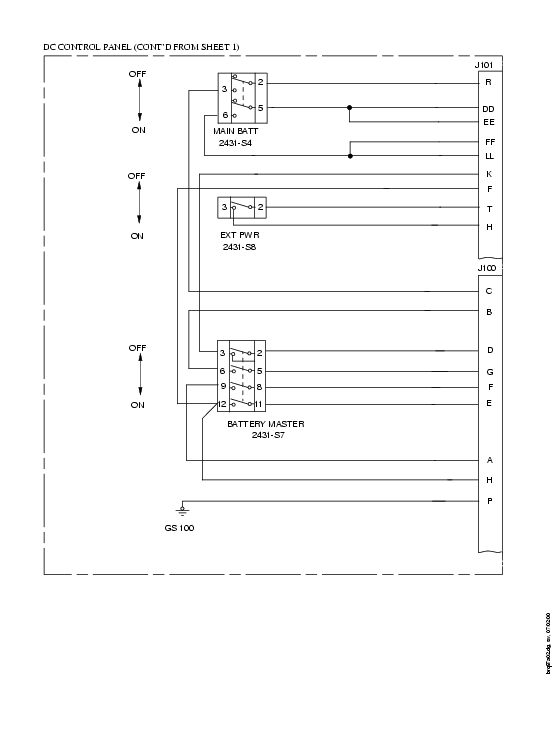 DC CONTROL PANEL (CONT'D FROM SHEET 1)
J101
OFF
ON
3 2
6 5
MAIN BATT
2431-S4
R
DD
EE
FF
LL
K
F
T
H
OFF
ON
3 2
EXT PWR
2431-S8
J100
C
B
D
G
F
E
A
H
P
OFF
ON
3 2
6 5
9 8
12 11
BATTERY MASTER
2431-S7
GS 100